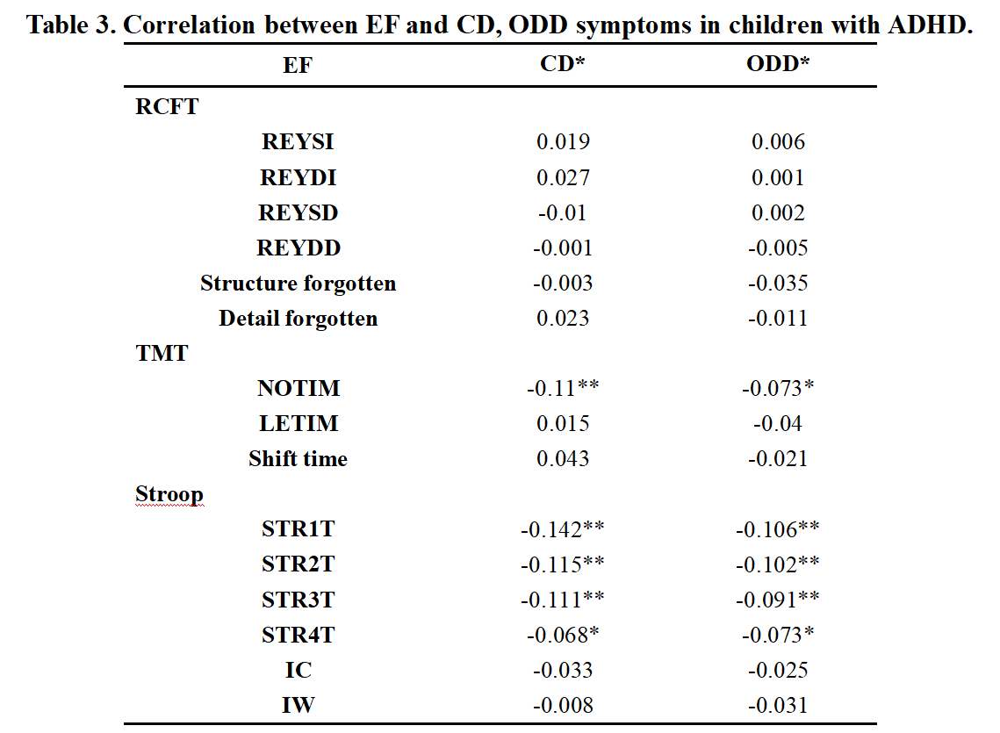 Table 3. Correlation between EF and CD, ODD symptoms in children with ADHD.
EF CD* ODD*
RCFT
REYSI 0.019 0.006
REYDI 0.027 0.001
REYSD -0.01 0.002
REYDD -0.001 -0.005
Structure forgotten -0.003 -0.035
Detail forgotten 0.023 -0.011
TMT
NOTIM -0.11** -0.073*
LETIM 0.015 -0.04
Shift time 0.043 -0.021
Stroop
STR1T -0.142** -0.106**
STR2T -0.115** -0.102**
STR3T -0.111** -0.091**
STR4T -0.068* -0.073*
IC -0.033 -0.025
IW -0.008 -0.031